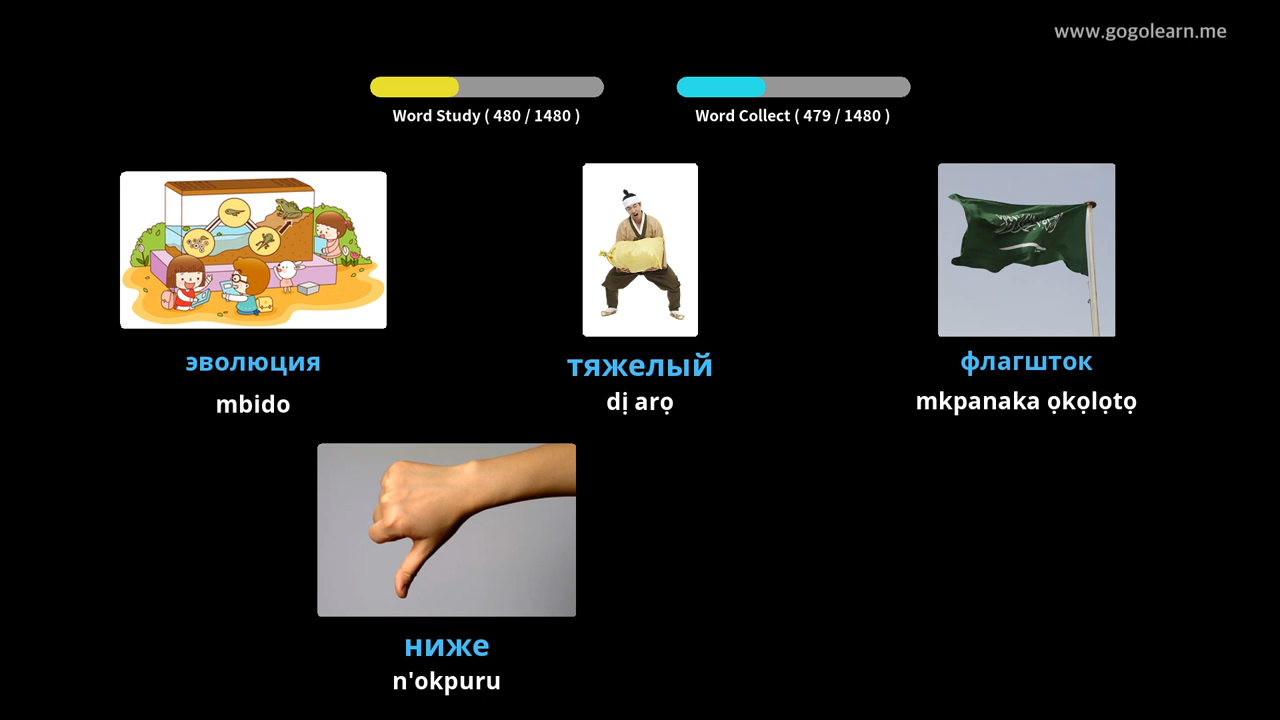 www.gogolearn.me
Word Study ( 480 / 1480 )
Word Collect ( 479 / 1480 )
эволюция
mbido
тяжелый
dị arọ
флагшток
mkpanaka ọkọlọtọ
ниже
n'okpuru